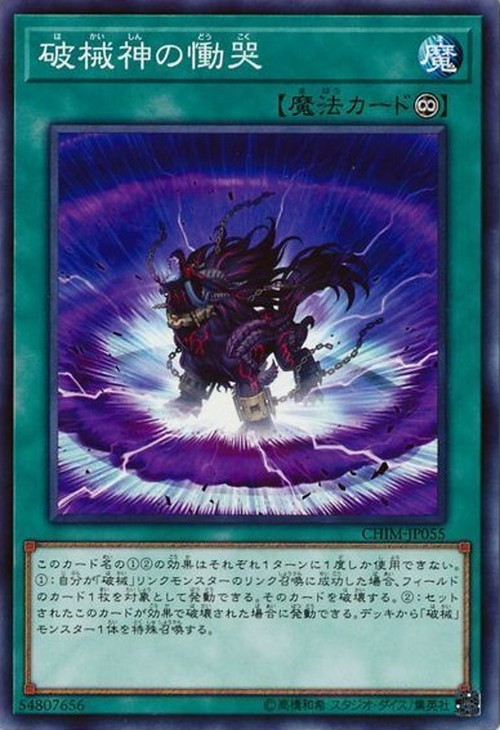 破械神の慟哭
魔
【魔法カード】
CHIM-JP055
このカード名の①②の効果はそれぞれ1ターンに1度しか使用できない。
①：自分が「破械」リンクモンスターのリンク召喚に成功した場合、フィールド
のカード1枚を対象として発動できる。そのカードを破壊する。②：セット
されたこのカードが効果で破壊された場合に発動できる。デッキから「破械」
モンスター1体を特殊召喚する。
54807656
©高橋和希 スタジオ・ダイス/集英社